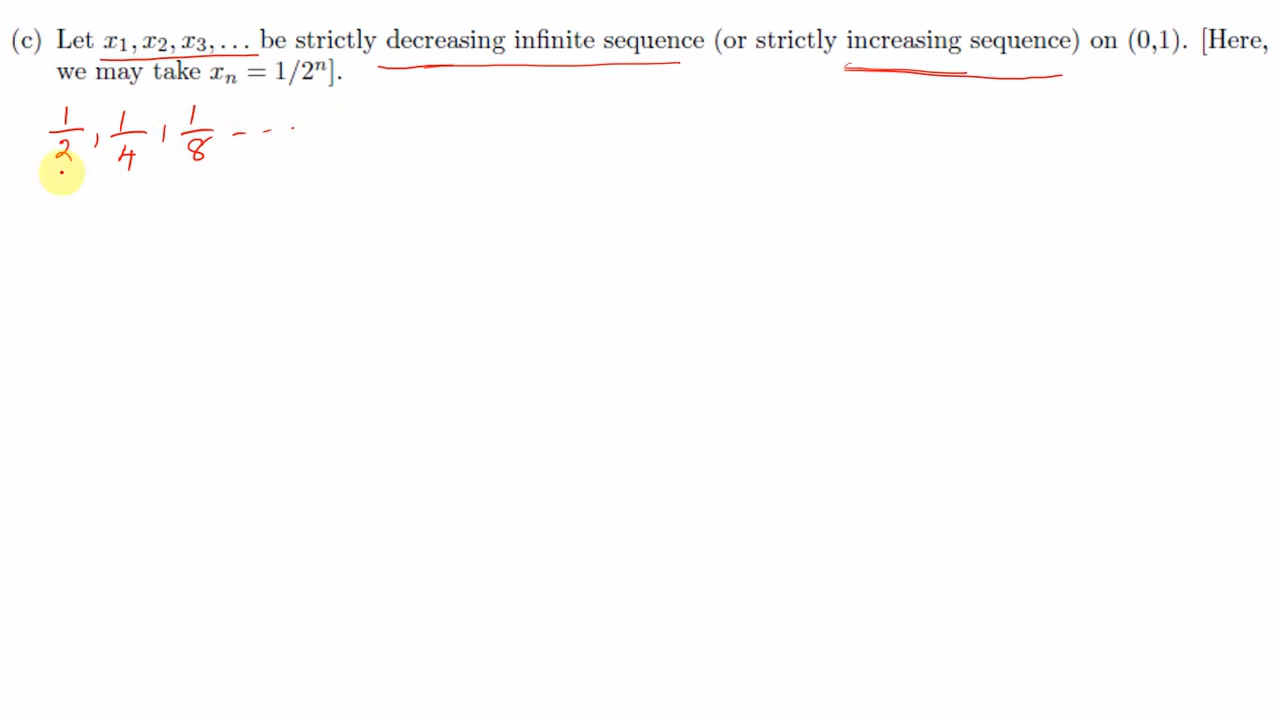 (c) Let x₁, x₂, x₃, . . . be strictly decreasing infinite sequence (or strictly increasing sequence) on (0,1). [Here,
we may take xₙ = 1/2ⁿ].
1/2, 1/4, 1/8 - - -